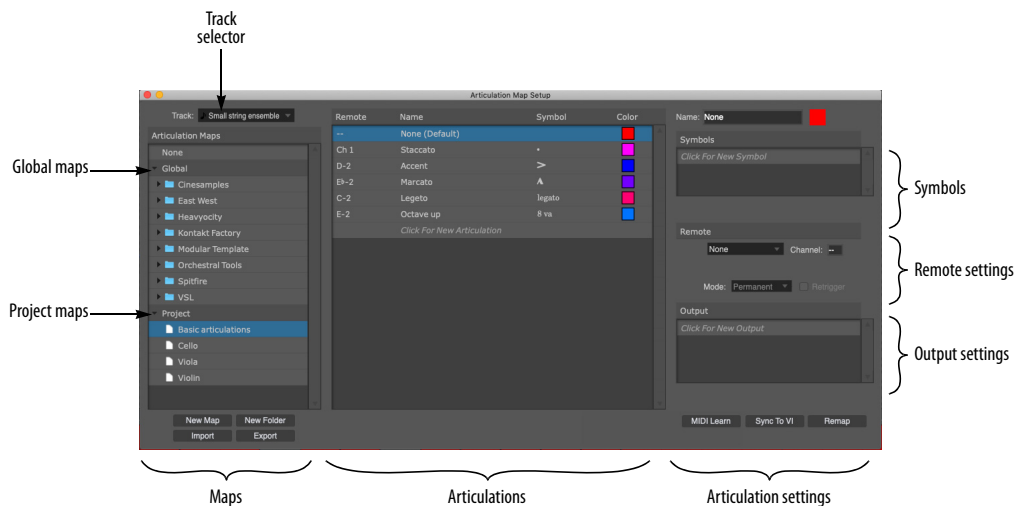 Track
selector
Articulation Map Setup
Track: Small string ensemble
Articulation Maps
None
Global
Cinesamples
East West
Heavyocity
Kontakt Factory
Modular Template
Orchestral Tools
Spitfire
VSL
Project
Basic articulations
Cello
Viola
Violin
New Map New Folder
Import Export
Remote Name Symbol Color
-- None (Default)
Ch 1 Staccato
D-2 Accent >
E♭-2 Marcato
C-2 Legeto legato
E-2 Octave up 8 va
Click For New Articulation
Name: None
Symbols
Click For New Symbol
Remote
None Channel: --
Mode: Permanent Retrigger
Output
Click For New Output
MIDI Learn Sync To VI Remap
Global maps
Project maps
Symbols
Remote settings
Output settings
Maps
Articulations
Articulation settings